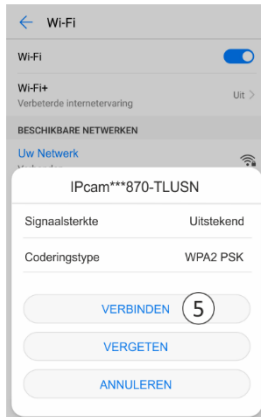 Wi-Fi
Wi-Fi
Wi-Fi+
Verbeterde internetervaring
Uit
BESCHIKBARE NETWERKEN
Uw Netwerk
IPcam***870-TLUSN
Signaalsterkte Uitstekend
Coderingstype WPA2 PSK
VERBINDEN 5
VERGETEN
ANNULEREN